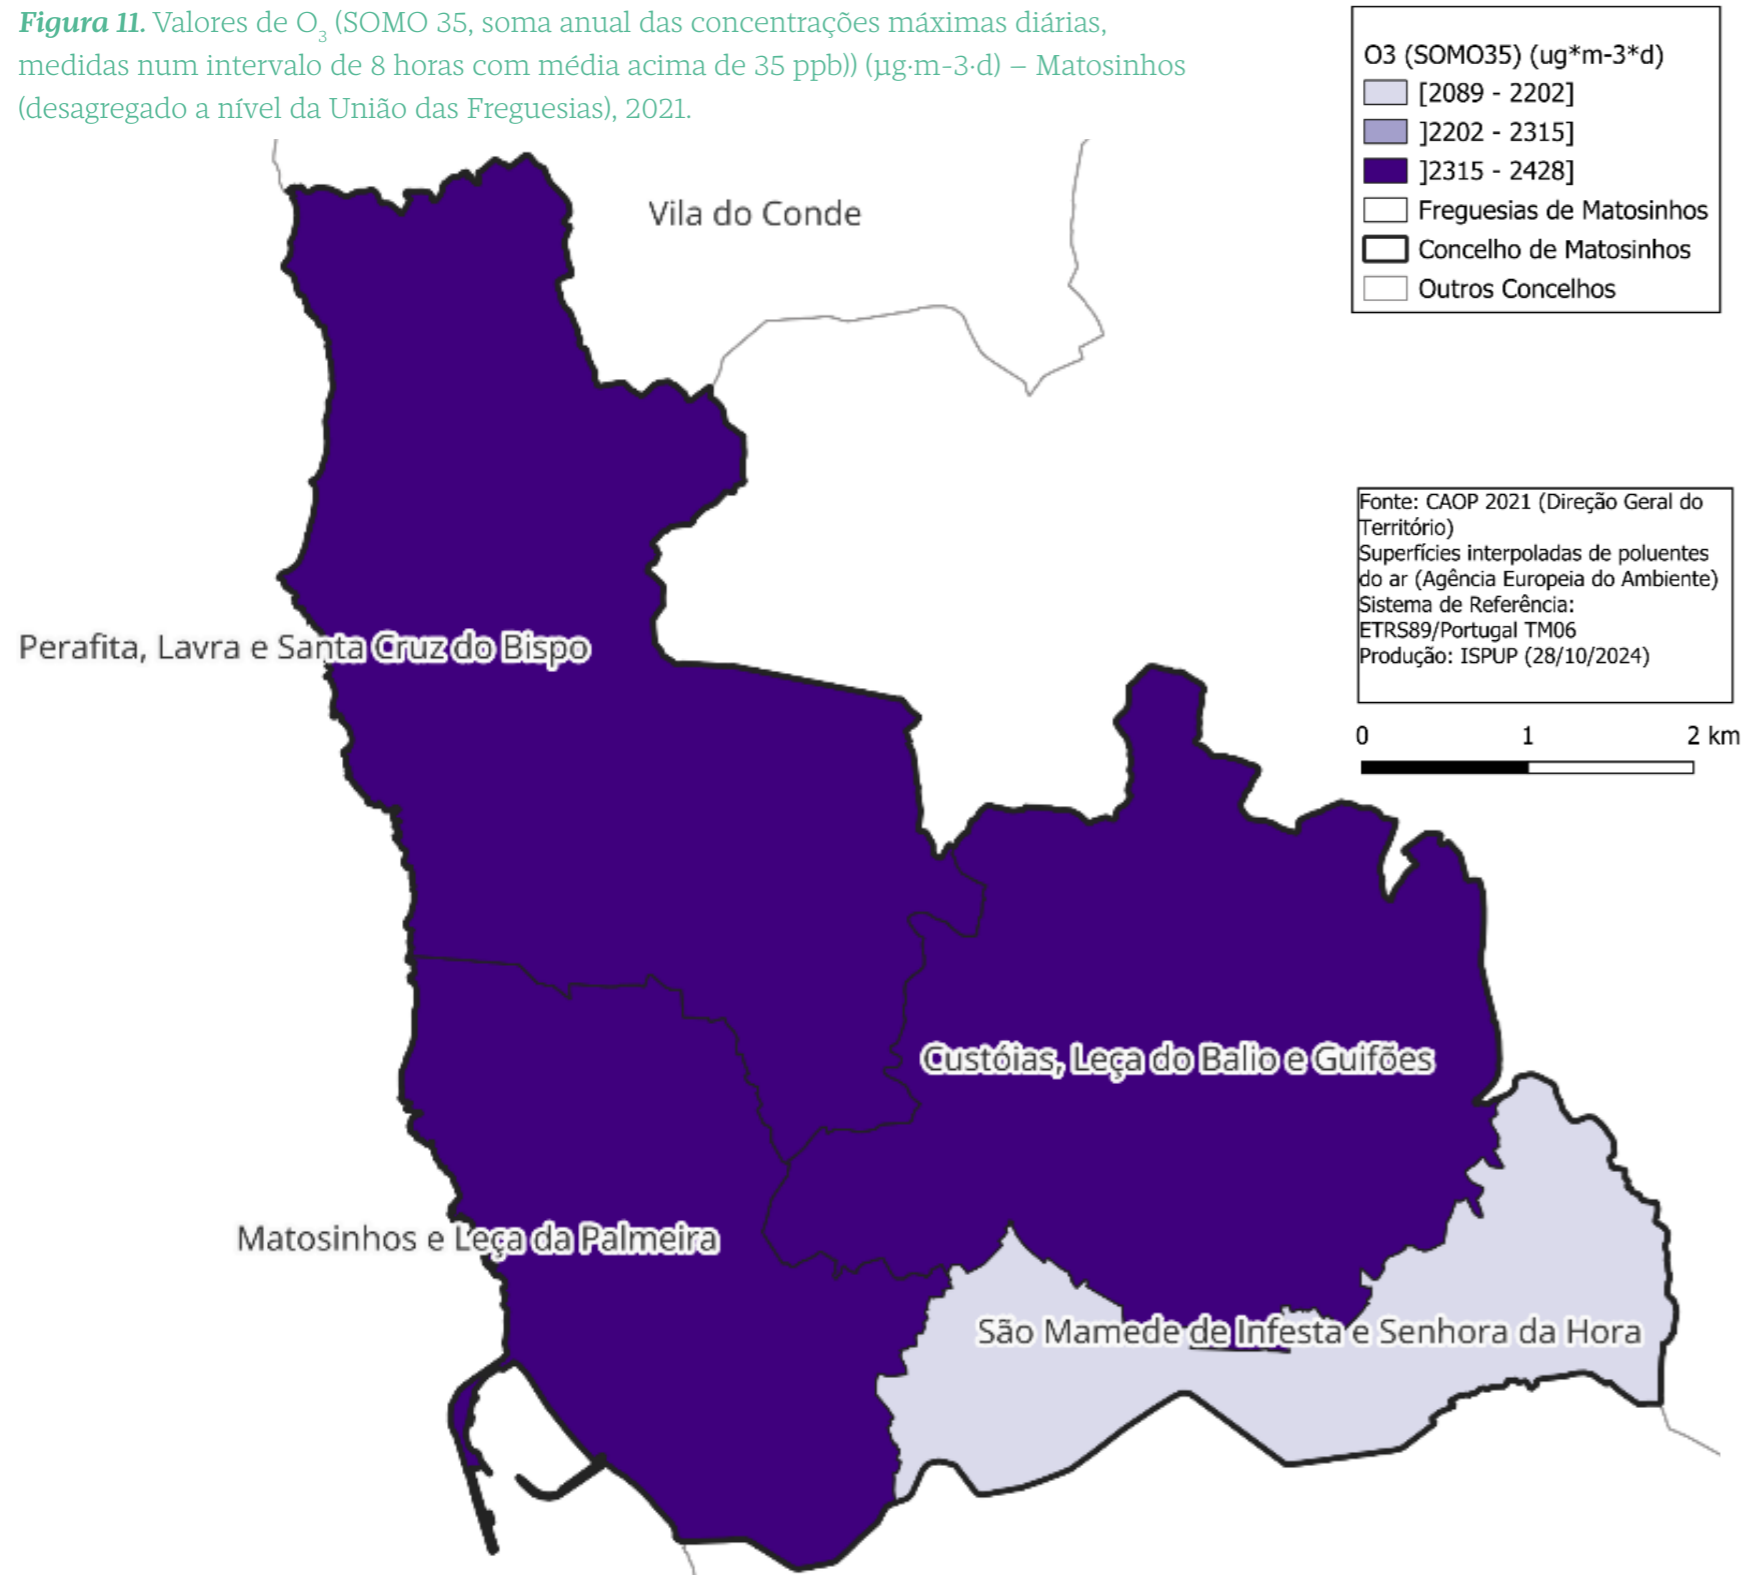 Figura 11. Valores de O3 (SOMO 35, soma anual das concentrações máximas diárias,
medidas num intervalo de 8 horas com média acima de 35 ppb)) (µg·m-3·d) – Matosinhos
(desagregado a nível da União das Freguesias), 2021.
O3 (SOMO35) (ug*m-3*d)
[2089 - 2202]
]2202 - 2315]
]2315 - 2428]
Freguesias de Matosinhos
Concelho de Matosinhos
Outros Concelhos
Vila do Conde
Fonte: CAOP 2021 (Direção Geral do
Território)
Superfícies interpoladas de poluentes
do ar (Agência Europeia do Ambiente)
Sistema de Referência:
ETRS89/Portugal TM06
Produção: ISPUP (28/10/2024)
0 1 2 km
Perafita, Lavra e Santa Cruz do Bispo
Custóias, Leça do Balio e Guifões
Matosinhos e Leça da Palmeira
São Mamede de Infesta e Senhora da Hora